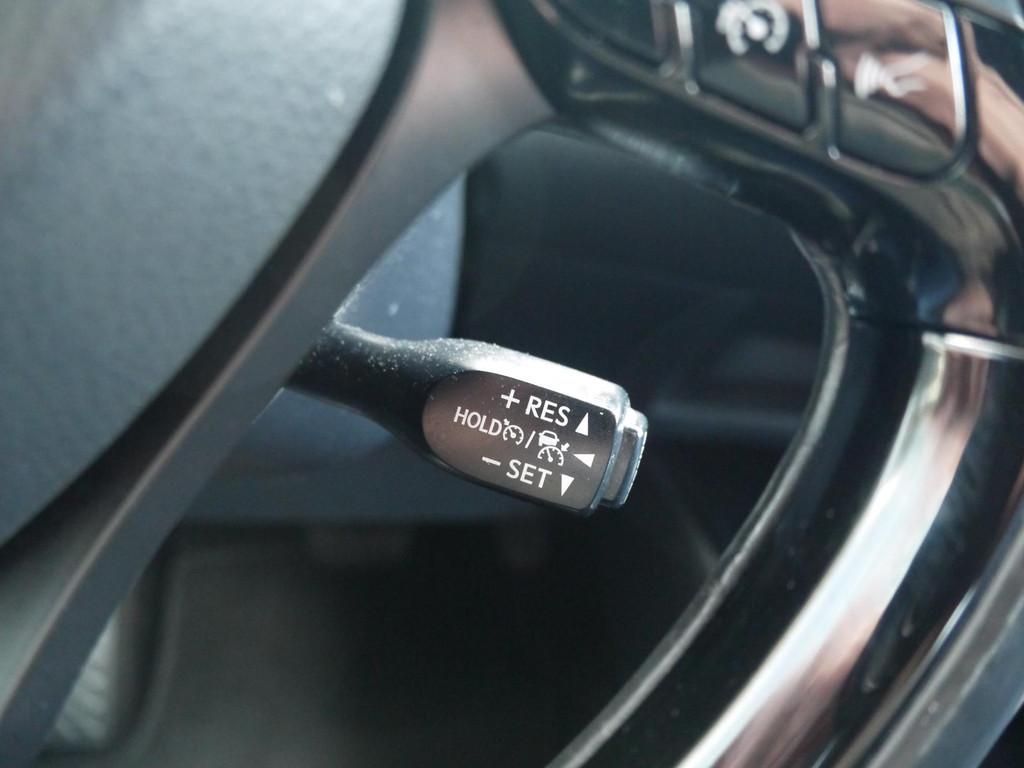 + RES ▲
HOLD / ◀
− SET ▼